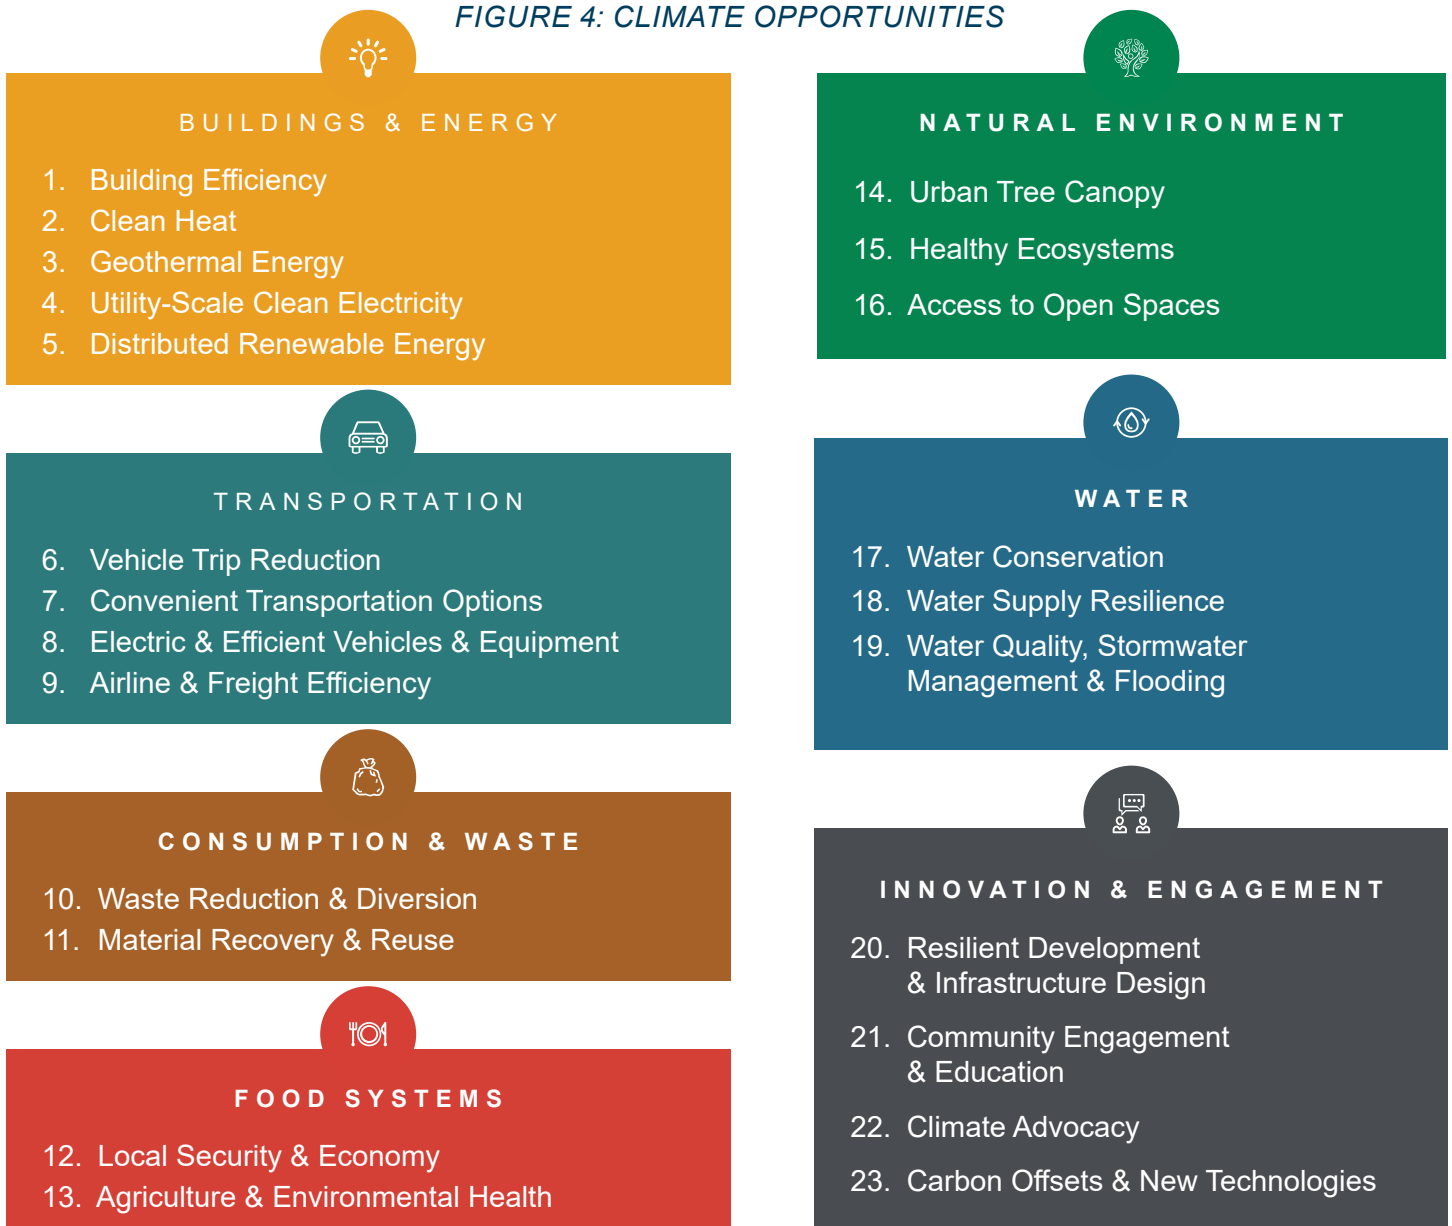 FIGURE 4: CLIMATE OPPORTUNITIES
BUILDINGS & ENERGY
1. Building Efficiency
2. Clean Heat
3. Geothermal Energy
4. Utility-Scale Clean Electricity
5. Distributed Renewable Energy
TRANSPORTATION
6. Vehicle Trip Reduction
7. Convenient Transportation Options
8. Electric & Efficient Vehicles & Equipment
9. Airline & Freight Efficiency
CONSUMPTION & WASTE
10. Waste Reduction & Diversion
11. Material Recovery & Reuse
FOOD SYSTEMS
12. Local Security & Economy
13. Agriculture & Environmental Health
NATURAL ENVIRONMENT
14. Urban Tree Canopy
15. Healthy Ecosystems
16. Access to Open Spaces
WATER
17. Water Conservation
18. Water Supply Resilience
19. Water Quality, Stormwater
Management & Flooding
INNOVATION & ENGAGEMENT
20. Resilient Development
& Infrastructure Design
21. Community Engagement
& Education
22. Climate Advocacy
23. Carbon Offsets & New Technologies